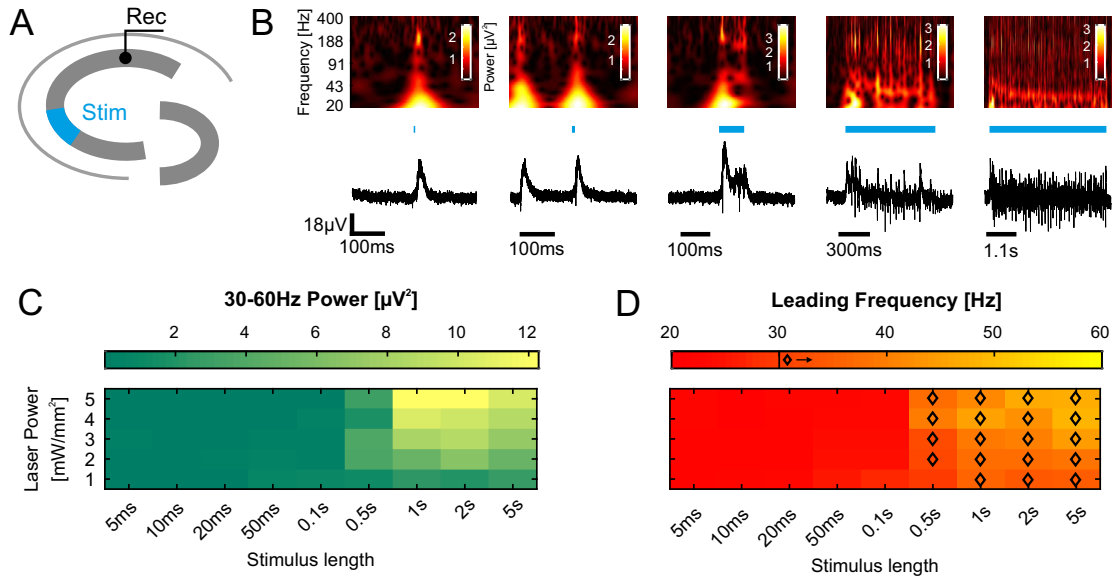 A
Rec
Stim
B
Frequency [Hz]
400
188
91
43
20
Power [µV²]
2
1
2
1
3
2
1
3
2
1
3
2
1
18µV
100ms
100ms
100ms
300ms
1.1s
C
30-60Hz Power [µV²]
2 4 6 8 10 12
Laser Power
[mW/mm²]
5
4
3
2
1
5ms 10ms 20ms 50ms 0.1s 0.5s 1s 2s 5s
Stimulus length
D
Leading Frequency [Hz]
20 30 40 50 60
5ms 10ms 20ms 50ms 0.1s 0.5s 1s 2s 5s
Stimulus length